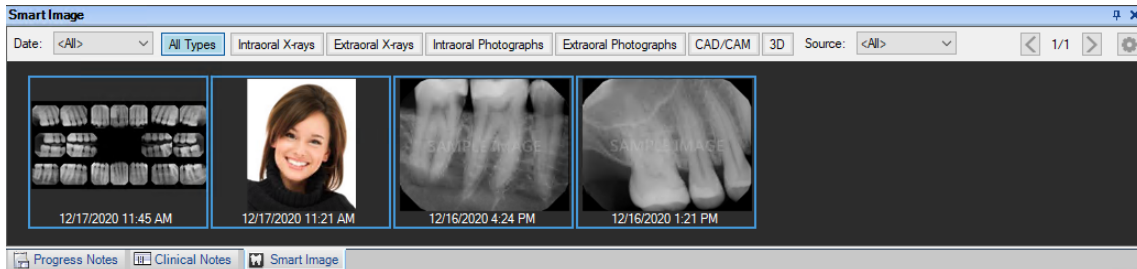 Smart Image
Date: <All> All Types Intraoral X-rays Extraoral X-rays Intraoral Photographs Extraoral Photographs CAD/CAM 3D Source: <All> 1/1
SAMPLE IMAGE SAMPLE IMAGE
12/17/2020 11:45 AM 12/17/2020 11:21 AM 12/16/2020 4:24 PM 12/16/2020 1:21 PM
Progress Notes Clinical Notes Smart Image